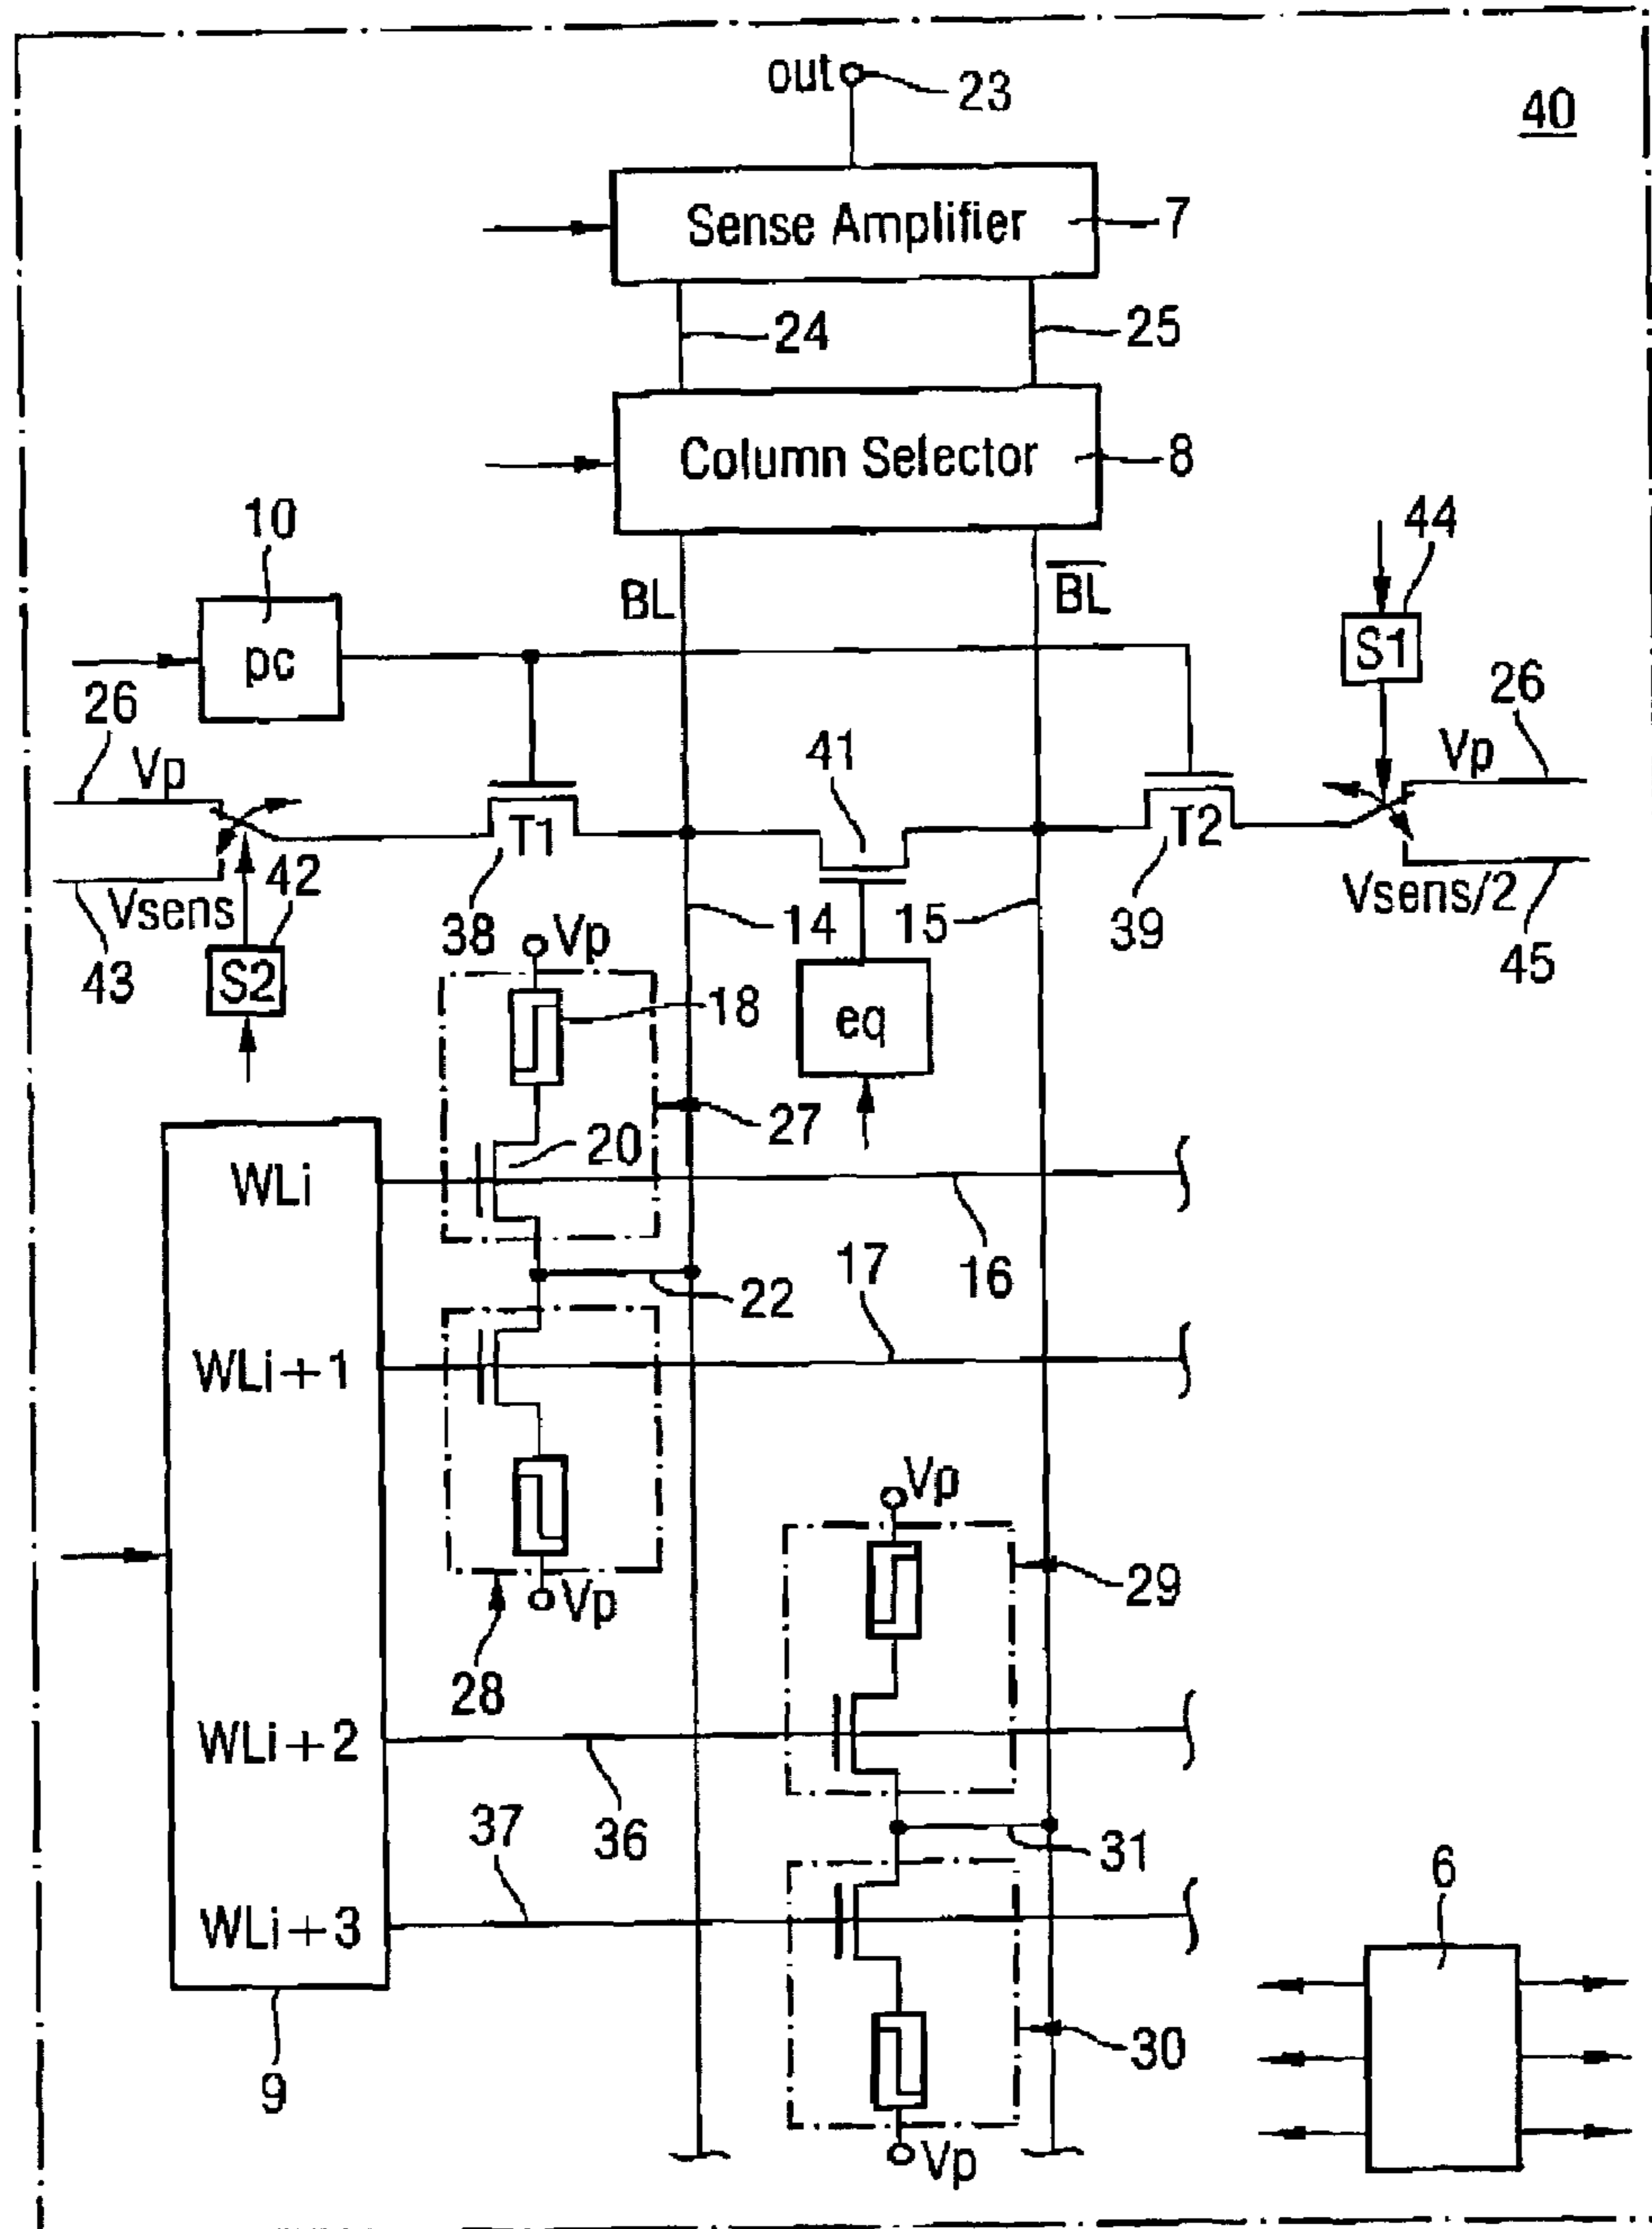 out 23
40
Sense Amplifier 7
24 25
Column Selector 8
10 44
BL B̅L̅
pc S1
26 41 26
Vp Vp
T1 T2
42 Vsens/2
Vsens 14 15 39
43 38 Vp 45
S2 18 eq
27
20
WLi
16
17
22
WLi+1
Vp
Vp 29
28
WLi+2
36
37 31
6
WLi+3
30
9
Vp